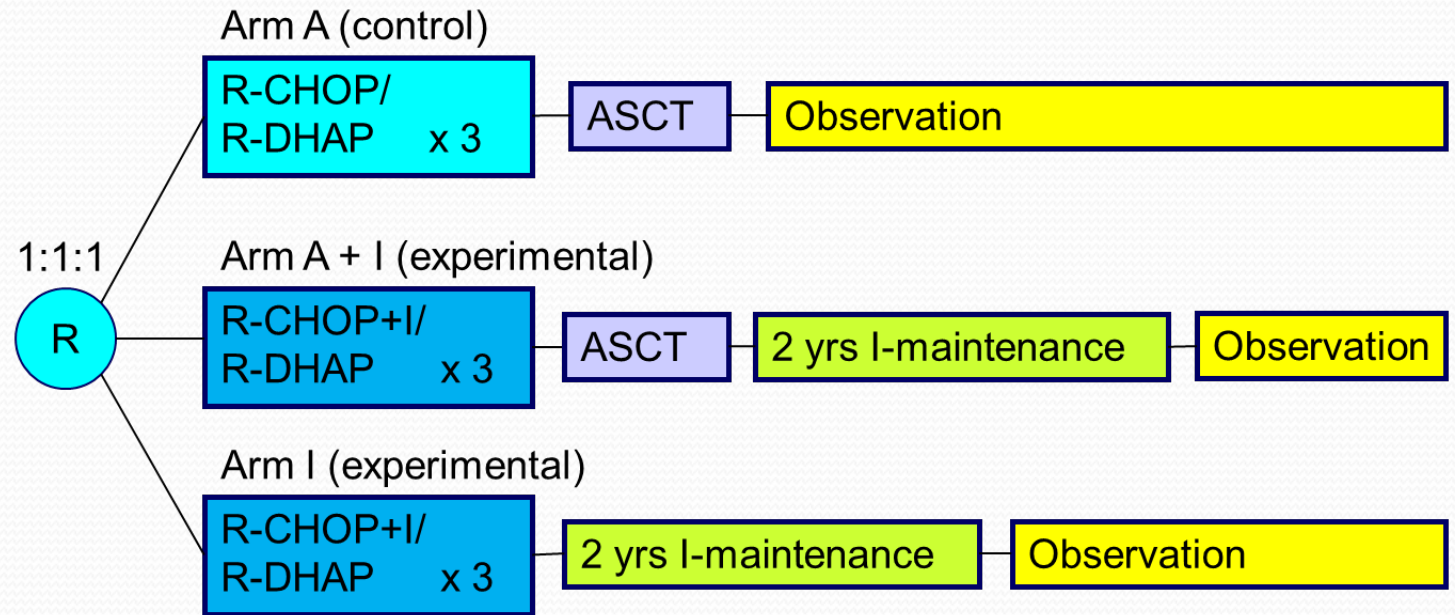 Arm A (control)
R-CHOP/
R-DHAP x 3
ASCT
Observation
1:1:1
R
Arm A + I (experimental)
R-CHOP+I/
R-DHAP x 3
ASCT
2 yrs I-maintenance
Observation
Arm I (experimental)
R-CHOP+I/
R-DHAP x 3
2 yrs I-maintenance
Observation